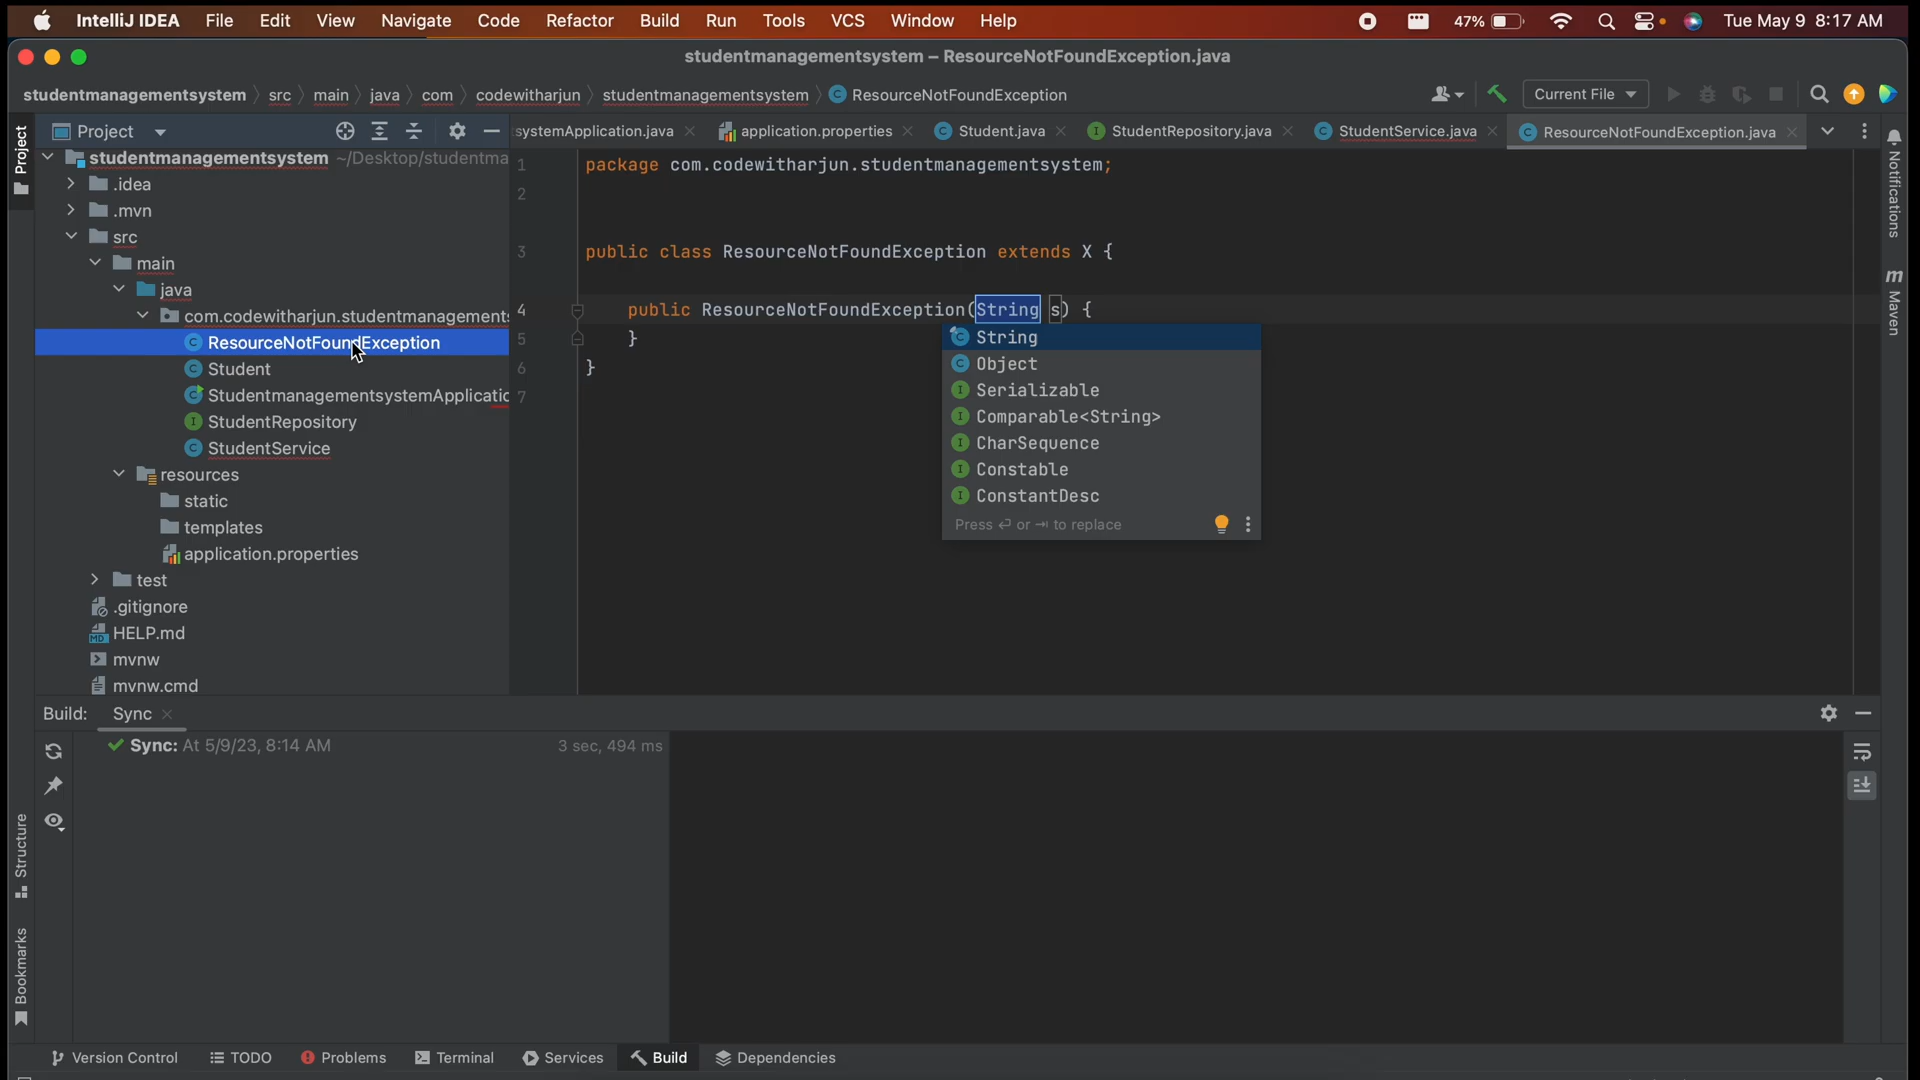 IntelliJ IDEA File Edit View Navigate Code Refactor Build Run Tools VCS Window Help 47% Tue May 9 8:17 AM
studentmanagementsystem – ResourceNotFoundException.java
studentmanagementsystem src main java com codewitharjun studentmanagementsystem ResourceNotFoundException Current File
Project systemApplication.java application.properties Student.java StudentRepository.java StudentService.java ResourceNotFoundException.java
Project
Notifications
Maven
studentmanagementsystem ~/Desktop/studentma
.idea
.mvn
src
main
java
com.codewitharjun.studentmanagements
ResourceNotFoundException
Student
StudentmanagementsystemApplicatio
StudentRepository
StudentService
resources
static
templates
application.properties
test
.gitignore
HELP.md
mvnw
mvnw.cmd
1 package com.codewitharjun.studentmanagementsystem;
2
3 public class ResourceNotFoundException extends X {
4 public ResourceNotFoundException(String s) {
5 }
6 }
7
String
Object
Serializable
Comparable<String>
CharSequence
Constable
ConstantDesc
Press ↩ or ⇥ to replace
Build: Sync
Sync: At 5/9/23, 8:14 AM 3 sec, 494 ms
Structure
Bookmarks
Version Control TODO Problems Terminal Services Build Dependencies